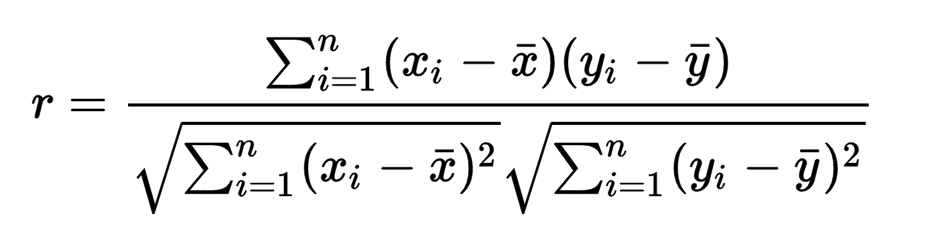 r = \frac{\sum_{i=1}^{n}(x_i - \bar{x})(y_i - \bar{y})}{\sqrt{\sum_{i=1}^{n}(x_i - \bar{x})^2}\sqrt{\sum_{i=1}^{n}(y_i - \bar{y})^2}}